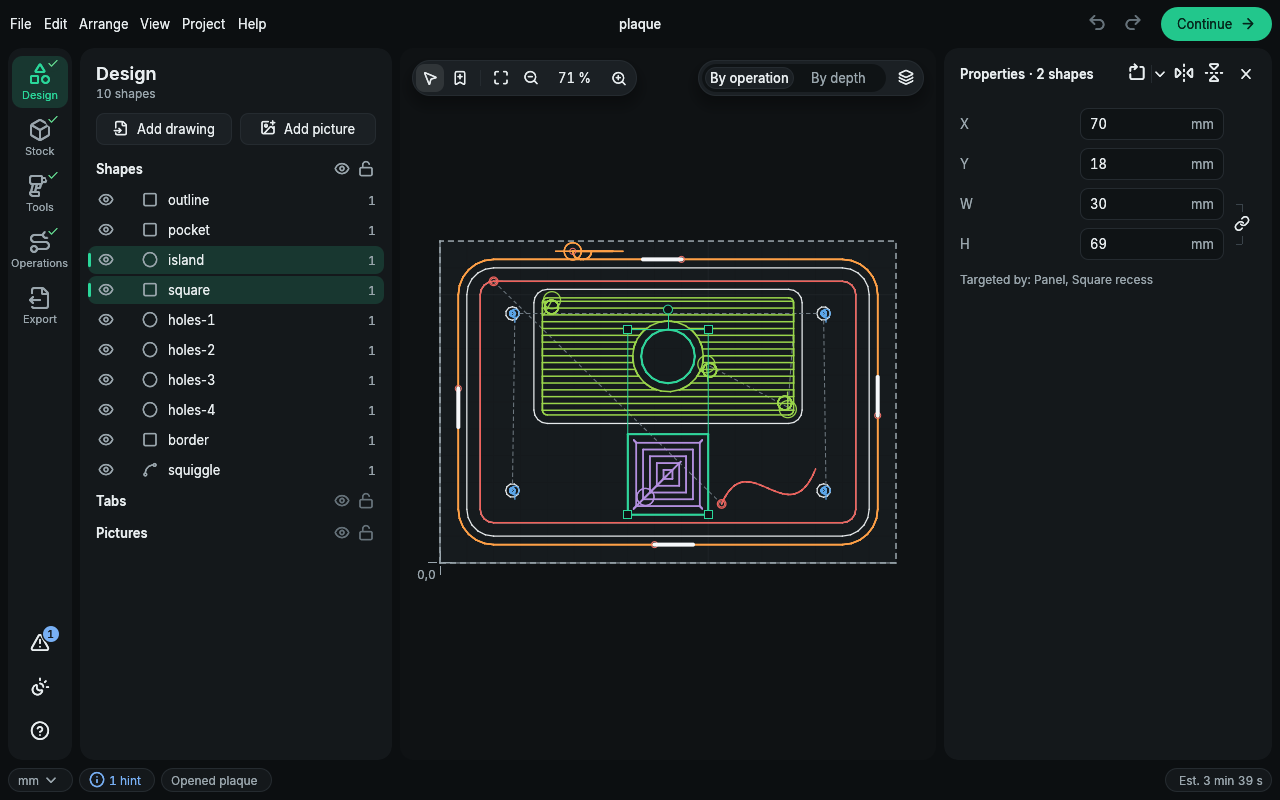 File Edit Arrange View Project Help
plaque
Continue
Design
Stock
Tools
Operations
Export
1
Design
10 shapes
Add drawing
Add picture
Shapes
outline 1
pocket 1
island 1
square 1
holes-1 1
holes-2 1
holes-3 1
holes-4 1
border 1
squiggle 1
Tabs
Pictures
71 %
By operation
By depth
0,0
Properties · 2 shapes
X 70 mm
Y 18 mm
W 30 mm
H 69 mm
Targeted by: Panel, Square recess
mm
1 hint
Opened plaque
Est. 3 min 39 s